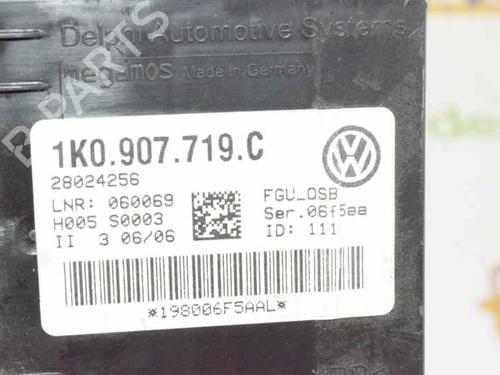 Delphi Automotive Systems
megamos Made in Germany
1K0.907.719.C
28024256
LNR: 060069 FGU_OSB
H005 S0003 Ser.06f5aa
II 3 06/06 ID: 111
*198006F5AAL*
B PARTS